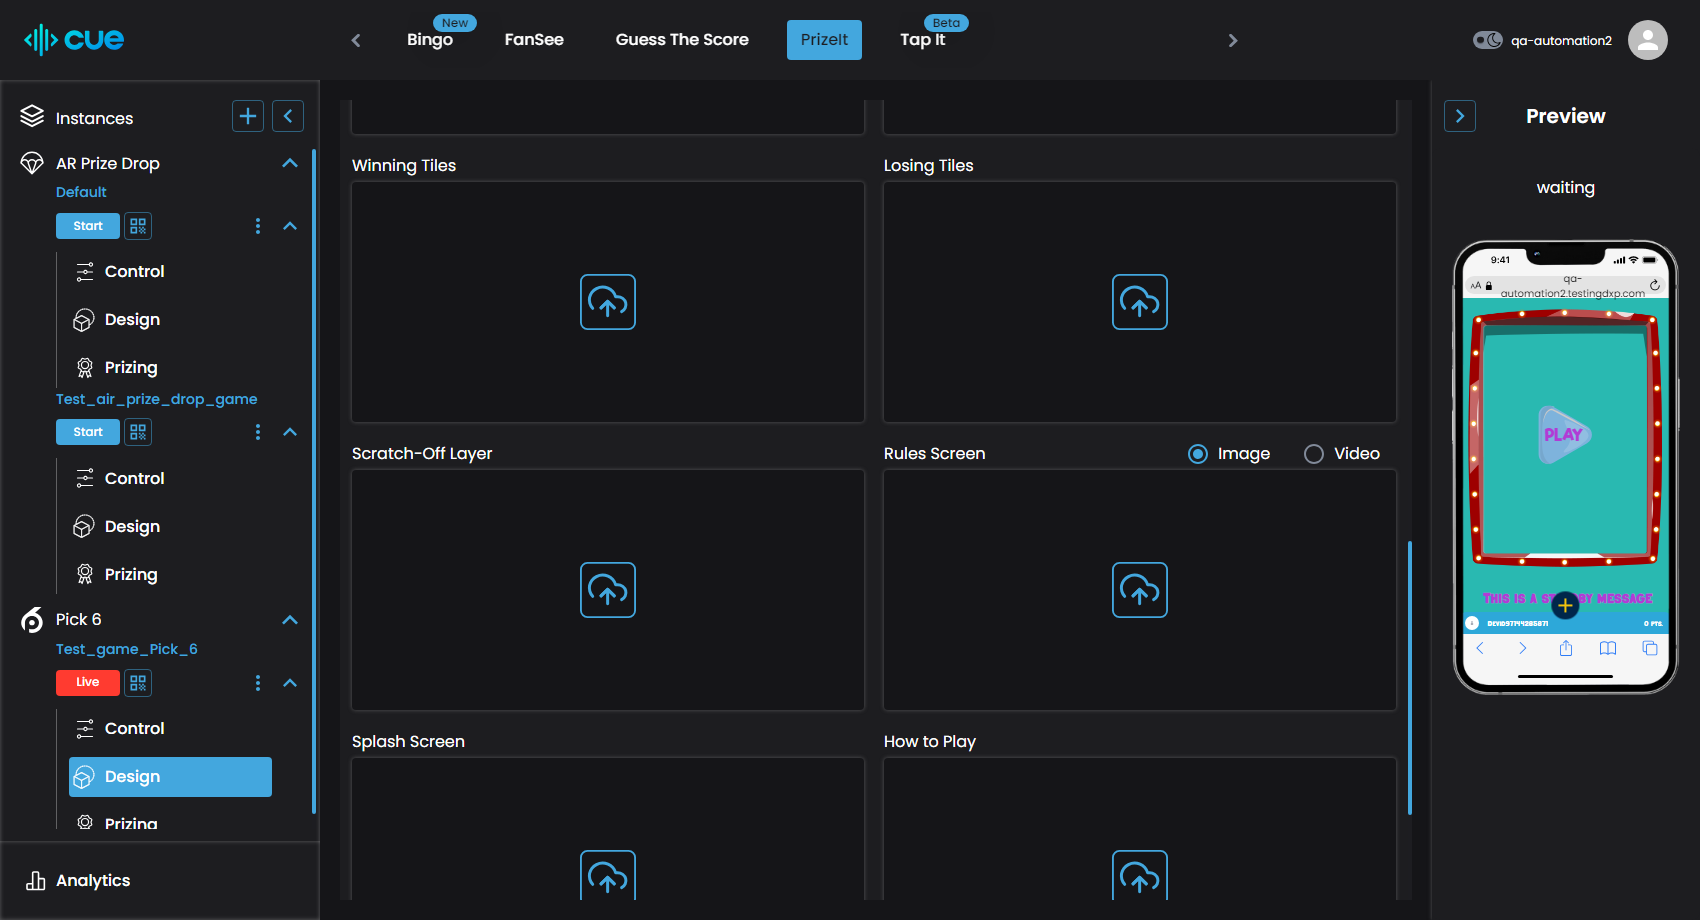 cue
Bingo
New
FanSee
Guess The Score
PrizeIt
Tap It
Beta
qa-automation2
Instances
AR Prize Drop
Default
Start
Control
Design
Prizing
Test_air_prize_drop_game
Start
Control
Design
Prizing
Pick 6
Test_game_Pick_6
Live
Control
Design
Prizing
Analytics
Winning Tiles
Losing Tiles
Scratch-Off Layer
Rules Screen
Image
Video
Splash Screen
How to Play
Preview
waiting
9:41
AA
qa-
automation2.testingdxp.com
PLAY
THIS IS A ST BY MESSAGE
0 PTS.